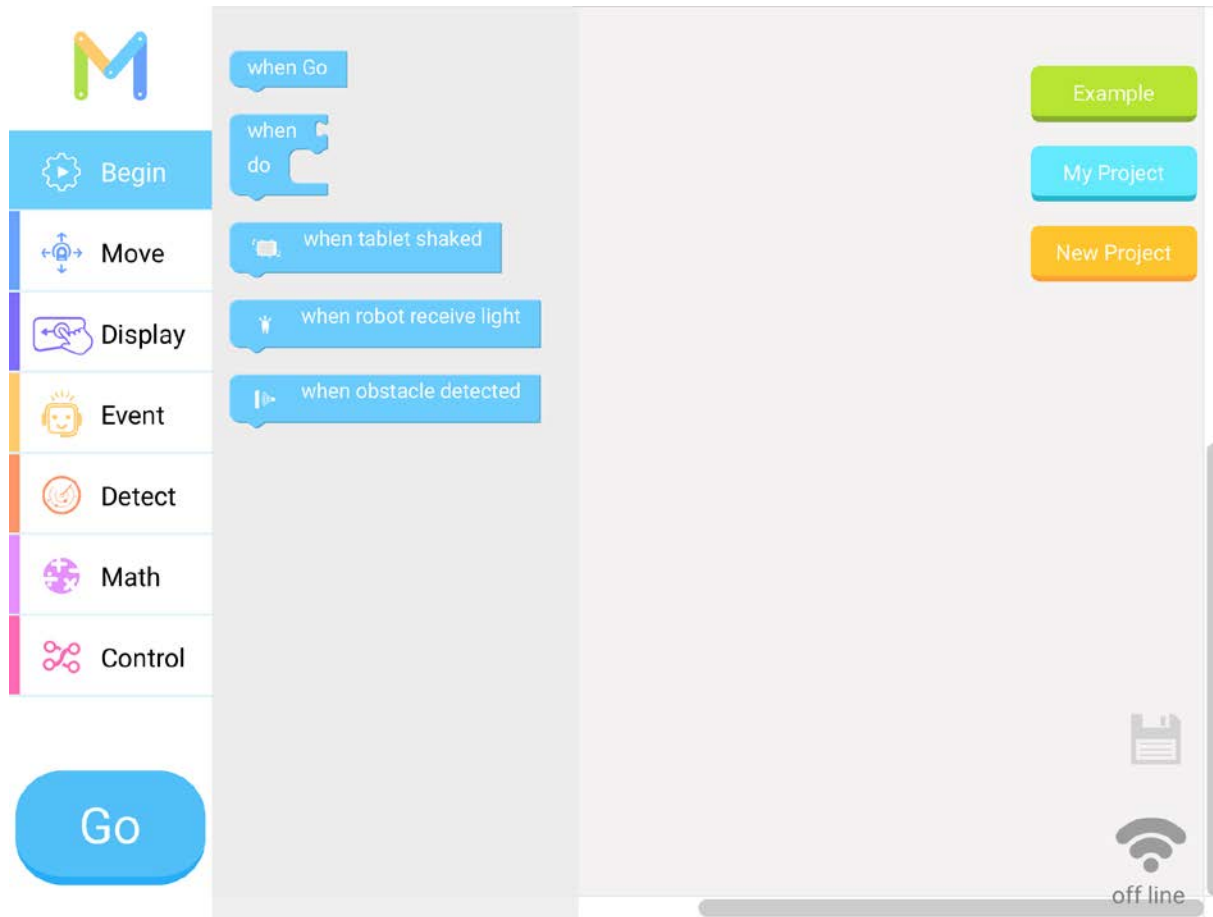 Begin
Move
Display
Event
Detect
Math
Control
Go
when Go
when
do
when tablet shaked
when robot receive light
when obstacle detected
Example
My Project
New Project
off line